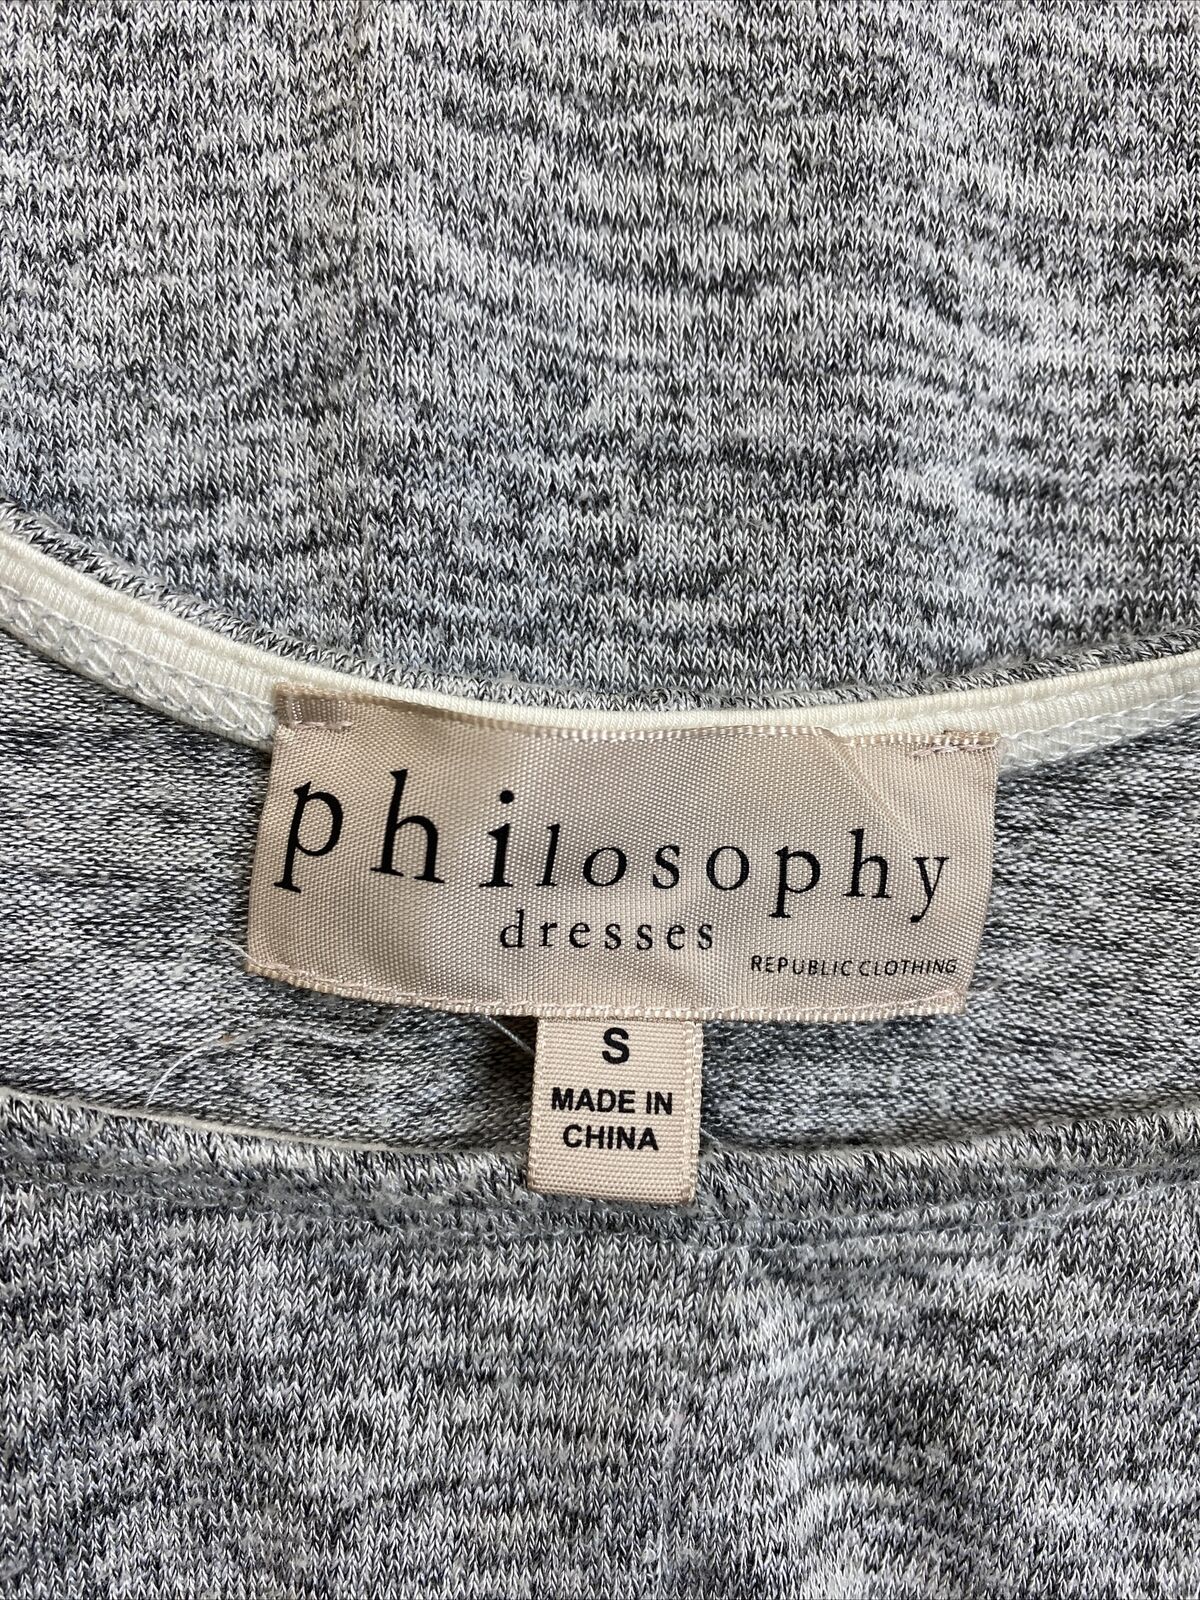 philosophy
dresses
REPUBLIC CLOTHING
S
MADE IN
CHINA